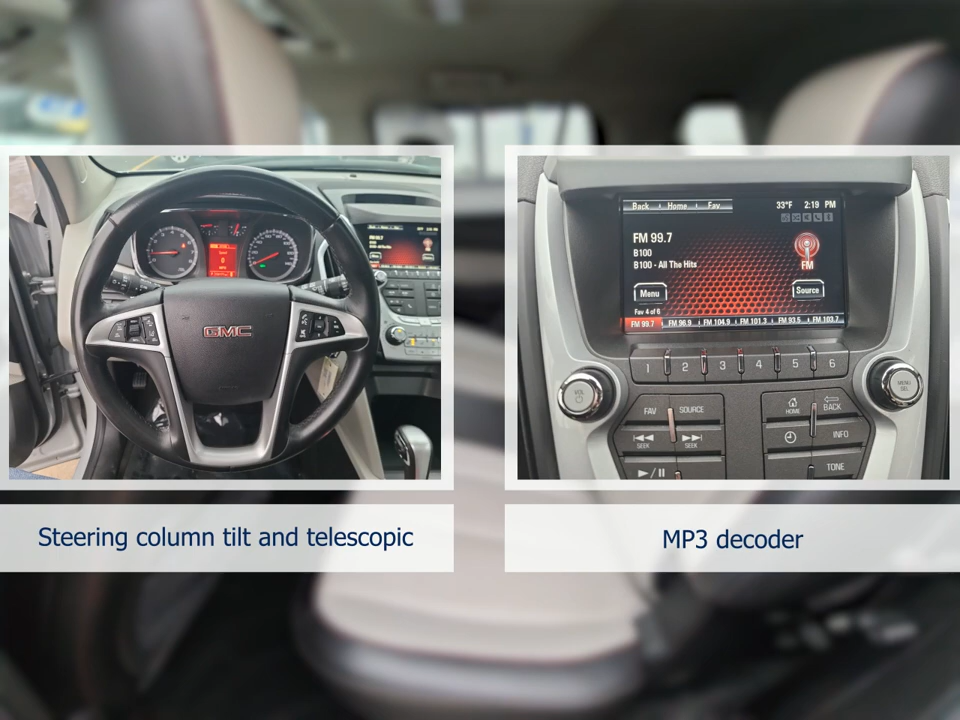 GMC
Steering column tilt and telescopic
Back Home Fav 33°F 2:19 PM
FM 99.7
B100
B100 - All The Hits
FM
Menu
Source
Fav 4 of 6
FM 99.7 FM 96.9 FM 104.9 FM 101.3 FM 93.5 FM 103.7
1 2 3 4 5 6
VOL
MENU
SEL
FAV SOURCE
HOME BACK
SEEK SEEK
INFO
TONE
MP3 decoder